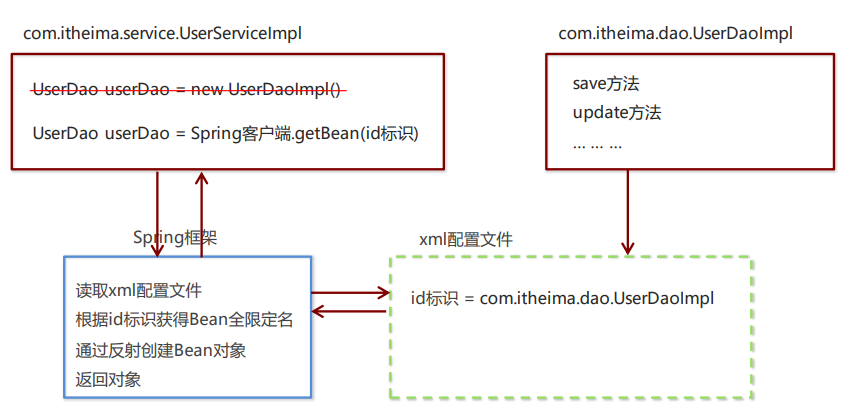 com.itheima.service.UserServiceImpl
UserDao userDao = new UserDaoImpl()
UserDao userDao = Spring客户端.getBean(id标识)
com.itheima.dao.UserDaoImpl
save方法
update方法
... ... ...
Spring框架
读取xml配置文件
根据id标识获得Bean全限定名
通过反射创建Bean对象
返回对象
xml配置文件
id标识 = com.itheima.dao.UserDaoImpl